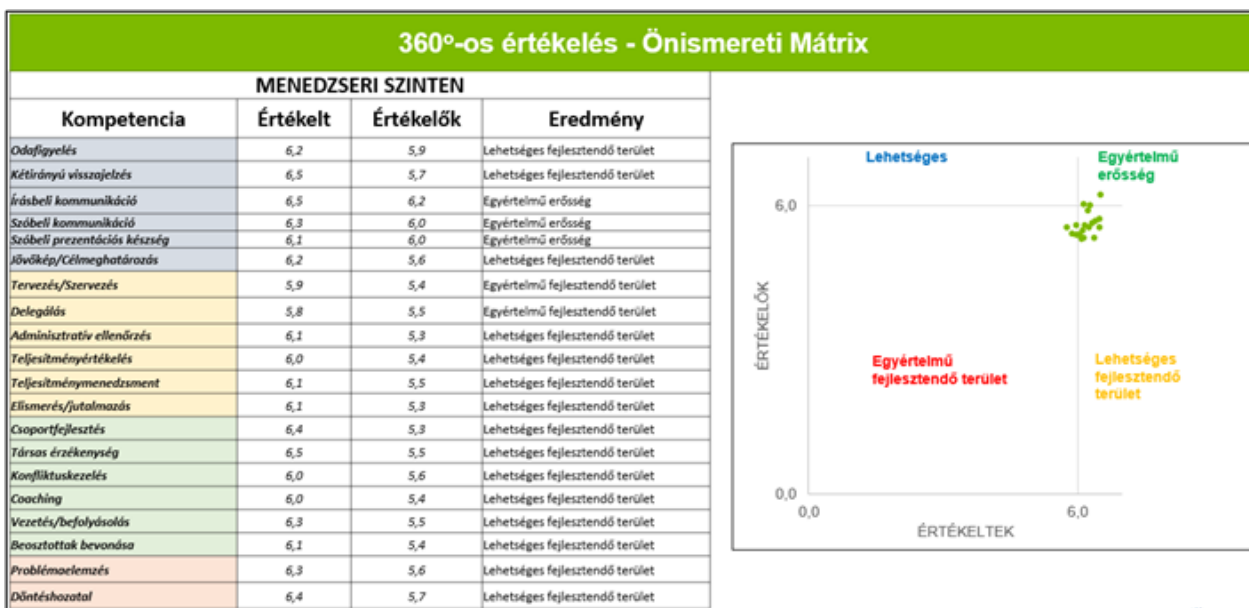 360°-os értékelés - Önismereti Mátrix
MENEDZSERI SZINTEN
Kompetencia Értékelt Értékelők Eredmény
Odafigyelés 6,2 5,9 Lehetséges fejlesztendő terület
Kétirányú visszajelzés 6,5 5,7 Lehetséges fejlesztendő terület
Írásbeli kommunikáció 6,5 6,2 Egyértelmű erősség
Szóbeli kommunikáció 6,3 6,0 Egyértelmű erősség
Szóbeli prezentációs készség 6,1 6,0 Egyértelmű erősség
Jövőkép/Célmeghatározás 6,2 5,6 Lehetséges fejlesztendő terület
Tervezés/Szervezés 5,9 5,4 Egyértelmű fejlesztendő terület
Delegálás 5,8 5,5 Egyértelmű fejlesztendő terület
Adminisztratív ellenőrzés 6,1 5,3 Lehetséges fejlesztendő terület
Teljesítményértékelés 6,0 5,4 Lehetséges fejlesztendő terület
Teljesítménymenedzsment 6,1 5,5 Lehetséges fejlesztendő terület
Elismerés/jutalmazás 6,1 5,3 Lehetséges fejlesztendő terület
Csoportfejlesztés 6,4 5,3 Lehetséges fejlesztendő terület
Társas érzékenység 6,5 5,5 Lehetséges fejlesztendő terület
Konfliktuskezelés 6,0 5,6 Lehetséges fejlesztendő terület
Coaching 6,0 5,4 Lehetséges fejlesztendő terület
Vezetés/befolyásolás 6,3 5,5 Lehetséges fejlesztendő terület
Beosztottak bevonása 6,1 5,4 Lehetséges fejlesztendő terület
Problémaelemzés 6,3 5,6 Lehetséges fejlesztendő terület
Döntéshozatal 6,4 5,7 Lehetséges fejlesztendő terület
Lehetséges
Egyértelmű
erősség
6,0
ÉRTÉKELŐK
Egyértelmű
fejlesztendő terület
Lehetséges
fejlesztendő
terület
0,0
0,0 6,0
ÉRTÉKELTEK